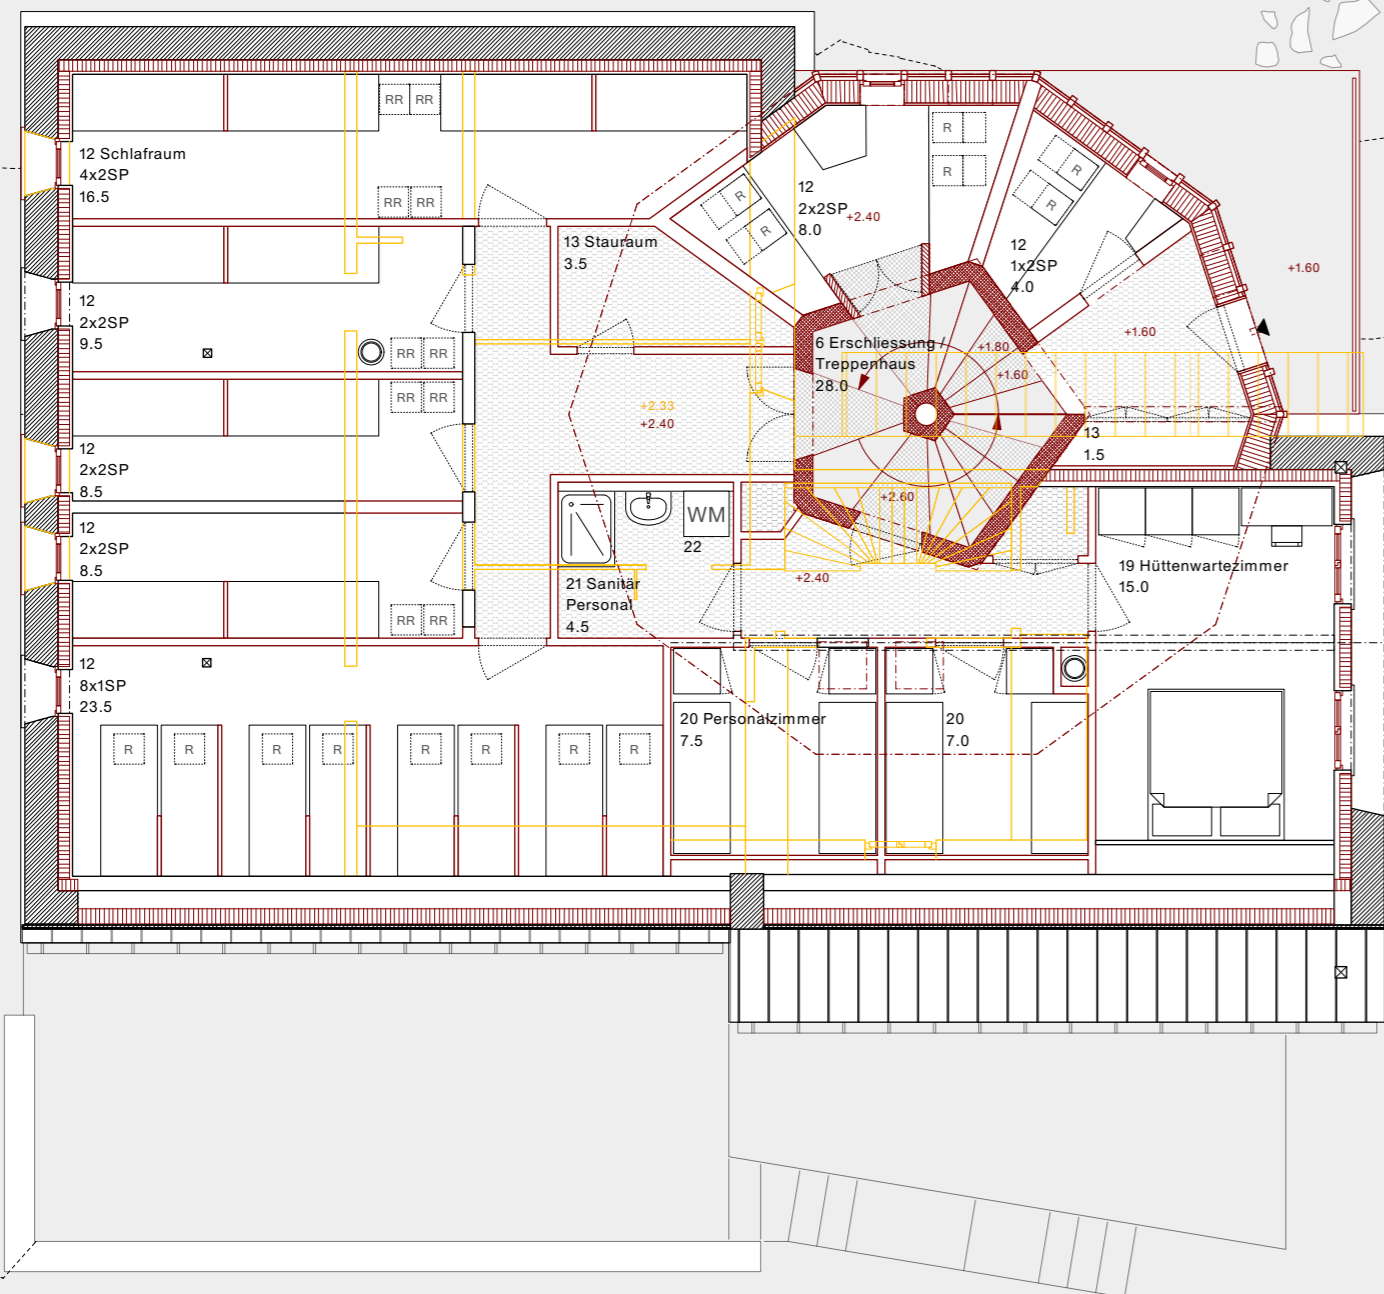 RR RR
12 Schlafraum
4x2SP
16.5
RR RR
12
2x2SP
9.5
RR RR
RR RR
12
2x2SP
8.5
12
2x2SP
8.5
RR RR
12
8x1SP
23.5
R R R R R R R R
13 Stauraum
3.5
+2.33
+2.40
R
R
12
2x2SP
8.0
+2.40
R
R
R
R
12
1x2SP
4.0
+1.60
+1.60
6 Erschliessung /
Treppenhaus
28.0
+1.80
+1.60
+2.60
13
1.5
WM
22
21 Sanitär
Personal
4.5
+2.40
19 Hüttenwartezimmer
15.0
20 Personalzimmer
7.5
20
7.0